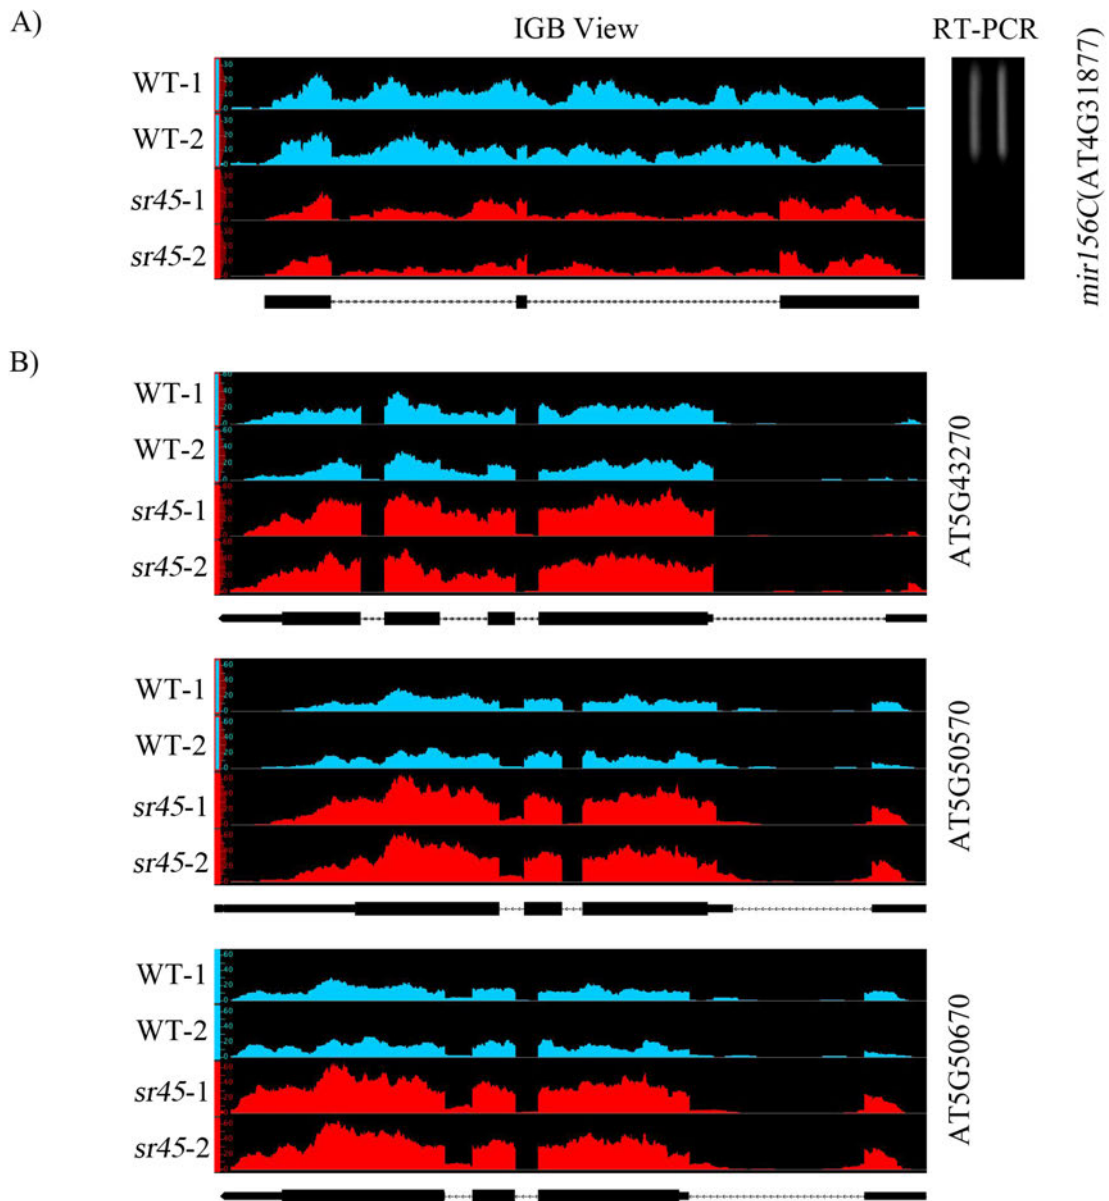 A)
IGB View
RT-PCR
WT-1
WT-2
sr45-1
sr45-2
mir156C(AT4G31877)
B)
WT-1
WT-2
sr45-1
sr45-2
AT5G43270
WT-1
WT-2
sr45-1
sr45-2
AT5G50570
WT-1
WT-2
sr45-1
sr45-2
AT5G50670